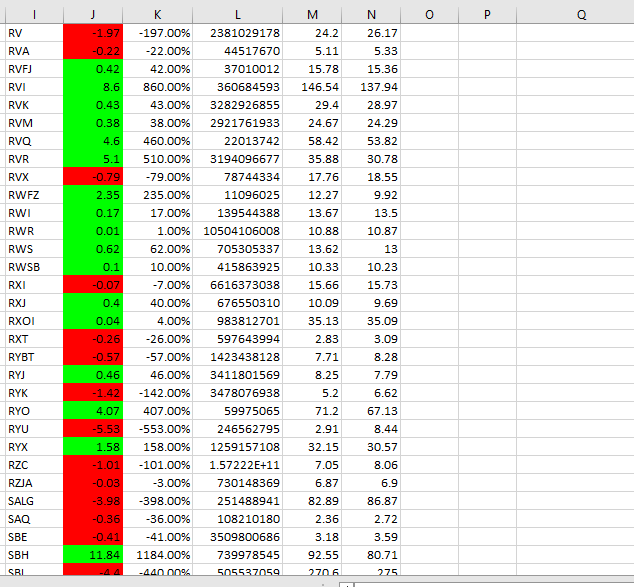 I J K L M N O P Q
RV -1.97 -197.00% 2381029178 24.2 26.17
RVA -0.22 -22.00% 44517670 5.11 5.33
RVFJ 0.42 42.00% 37010012 15.78 15.36
RVI 8.6 860.00% 360684593 146.54 137.94
RVK 0.43 43.00% 3282926855 29.4 28.97
RVM 0.38 38.00% 2921761933 24.67 24.29
RVQ 4.6 460.00% 22013742 58.42 53.82
RVR 5.1 510.00% 3194096677 35.88 30.78
RVX -0.79 -79.00% 78744334 17.76 18.55
RWFZ 2.35 235.00% 11096025 12.27 9.92
RWI 0.17 17.00% 139544388 13.67 13.5
RWR 0.01 1.00% 10504106008 10.88 10.87
RWS 0.62 62.00% 705305337 13.62 13
RWSB 0.1 10.00% 415863925 10.33 10.23
RXI -0.07 -7.00% 6616373038 15.66 15.73
RXJ 0.4 40.00% 676550310 10.09 9.69
RXOI 0.04 4.00% 983812701 35.13 35.09
RXT -0.26 -26.00% 597643994 2.83 3.09
RYBT -0.57 -57.00% 1423438128 7.71 8.28
RYJ 0.46 46.00% 3411801569 8.25 7.79
RYK -1.42 -142.00% 3478076938 5.2 6.62
RYO 4.07 407.00% 59975065 71.2 67.13
RYU -5.53 -553.00% 246562795 2.91 8.44
RYX 1.58 158.00% 1259157108 32.15 30.57
RZC -1.01 -101.00% 1.57222E+11 7.05 8.06
RZJA -0.03 -3.00% 730148369 6.87 6.9
SALG -3.98 -398.00% 251488941 82.89 86.87
SAQ -0.36 -36.00% 108210180 2.36 2.72
SBE -0.41 -41.00% 3509800686 3.18 3.59
SBH 11.84 1184.00% 739978545 92.55 80.71
SBI -4.4 -440.00% 505537059 270.6 275